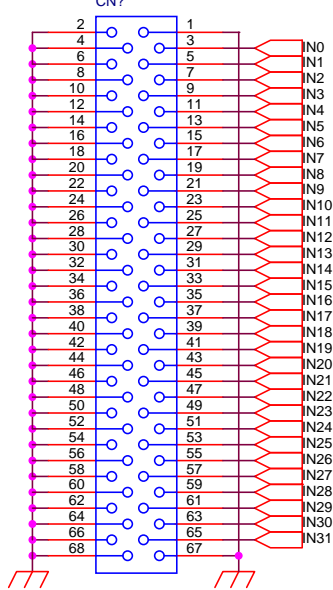 CN?
2 1
4 3 IN0
6 5 IN1
8 7 IN2
10 9 IN3
12 11 IN4
14 13 IN5
16 15 IN6
18 17 IN7
20 19 IN8
22 21 IN9
24 23 IN10
26 25 IN11
28 27 IN12
30 29 IN13
32 31 IN14
34 33 IN15
36 35 IN16
38 37 IN17
40 39 IN18
42 41 IN19
44 43 IN20
46 45 IN21
48 47 IN22
50 49 IN23
52 51 IN24
54 53 IN25
56 55 IN26
58 57 IN27
60 59 IN28
62 61 IN29
64 63 IN30
66 65 IN31
68 67